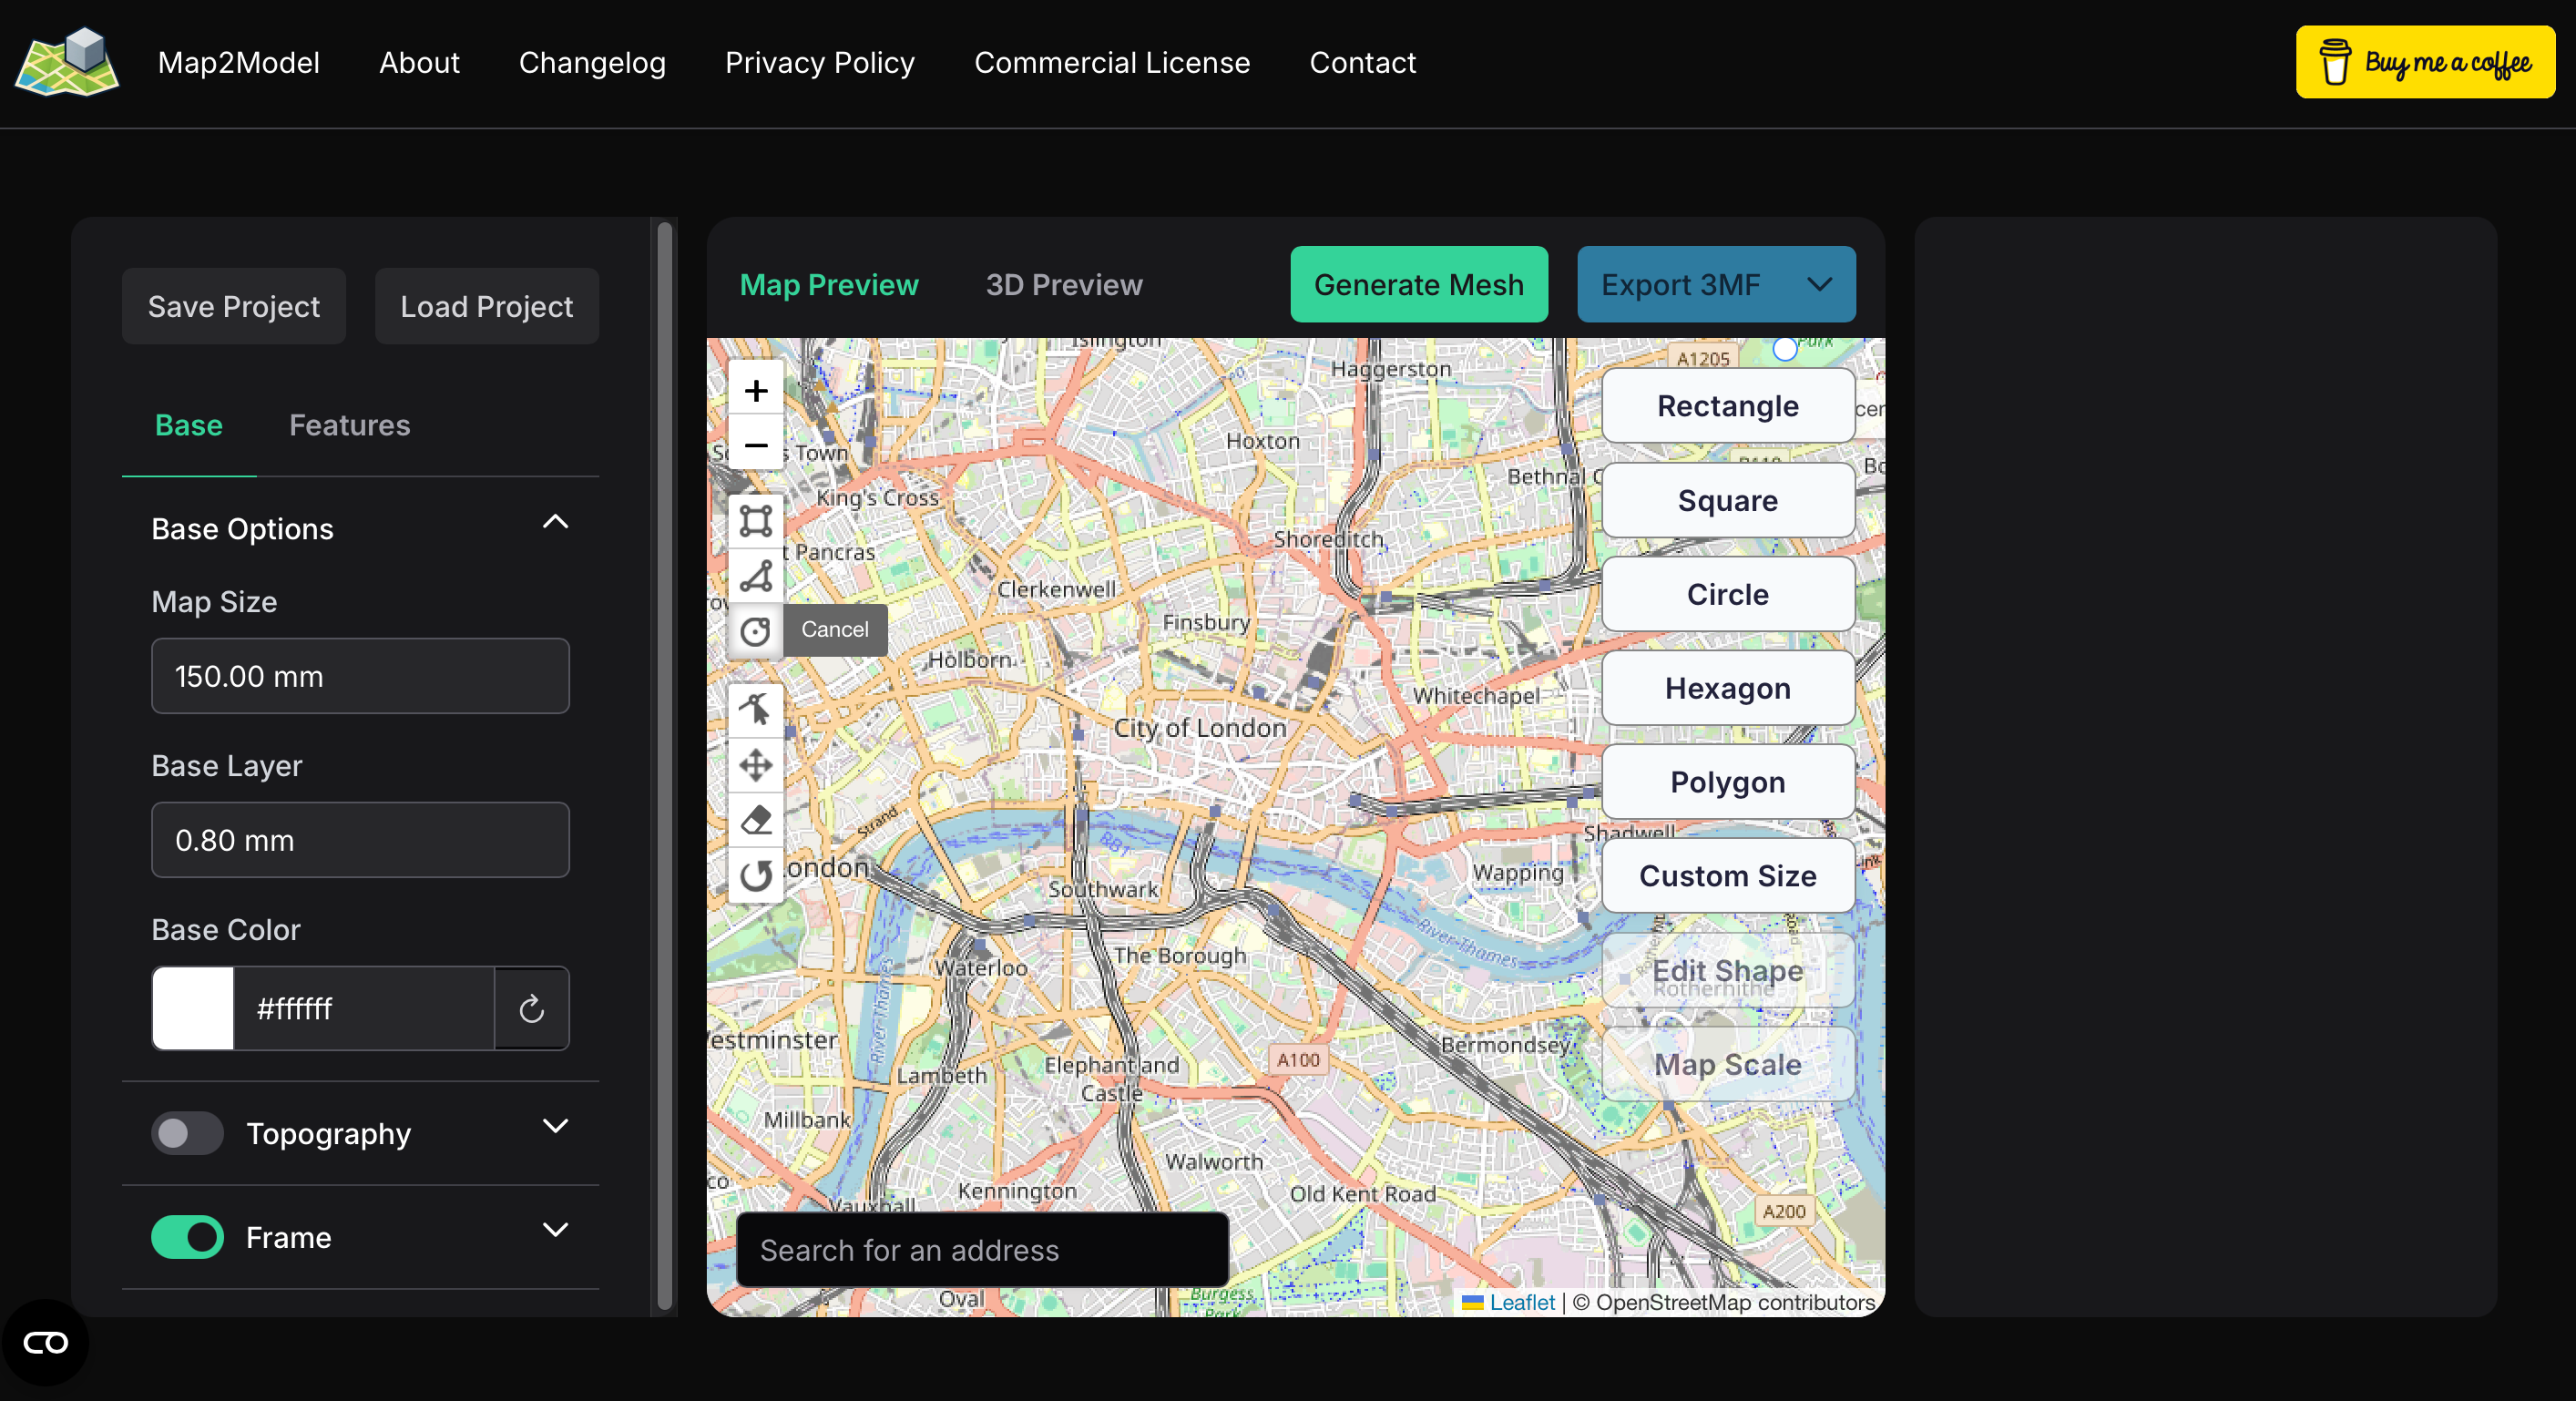 Map2Model
About
Changelog
Privacy Policy
Commercial License
Contact
Buy me a coffee
Save Project
Load Project
Base
Features
Base Options
Map Size
150.00 mm
Base Layer
0.80 mm
Base Color
#ffffff
Topography
Frame
Map Preview
3D Preview
Generate Mesh
Export 3MF
+
−
Cancel
Islington
Haggerston
A1205
Park
Hoxton
Bethnal
King's Cross
t Pancras
Shoreditch
Clerkenwell
Finsbury
Holborn
Whitechapel
City of London
Strand
RB1
Shadwell
London
Southwark
Wapping
River Thames
The Borough
Waterloo
River Thames
Rotherhithe
estminster
Bermondsey
A100
Elephant and
Castle
Lambeth
Millbank
Walworth
Kennington
Old Kent Road
A200
Vauxhall
Oval
Burgess
Park
Rectangle
Square
Circle
Hexagon
Polygon
Custom Size
Edit Shape
Map Scale
Search for an address
Leaflet | © OpenStreetMap contributors